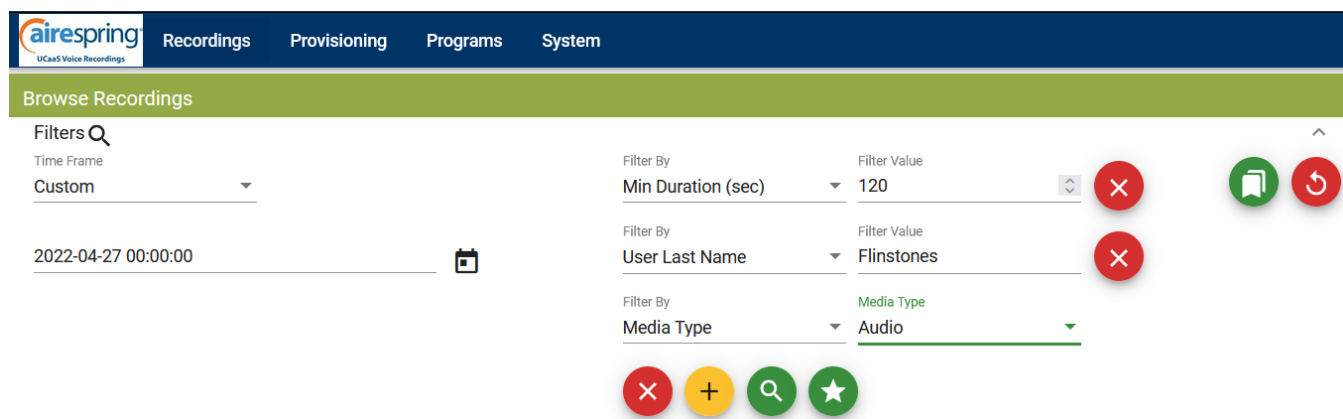 airespring
UCaaS Voice Recordings
Recordings Provisioning Programs System
Browse Recordings
Filters
Time Frame
Custom
2022-04-27 00:00:00
Filter By Filter Value
Min Duration (sec) 120
Filter By Filter Value
User Last Name Flinstones
Filter By Media Type
Media Type Audio